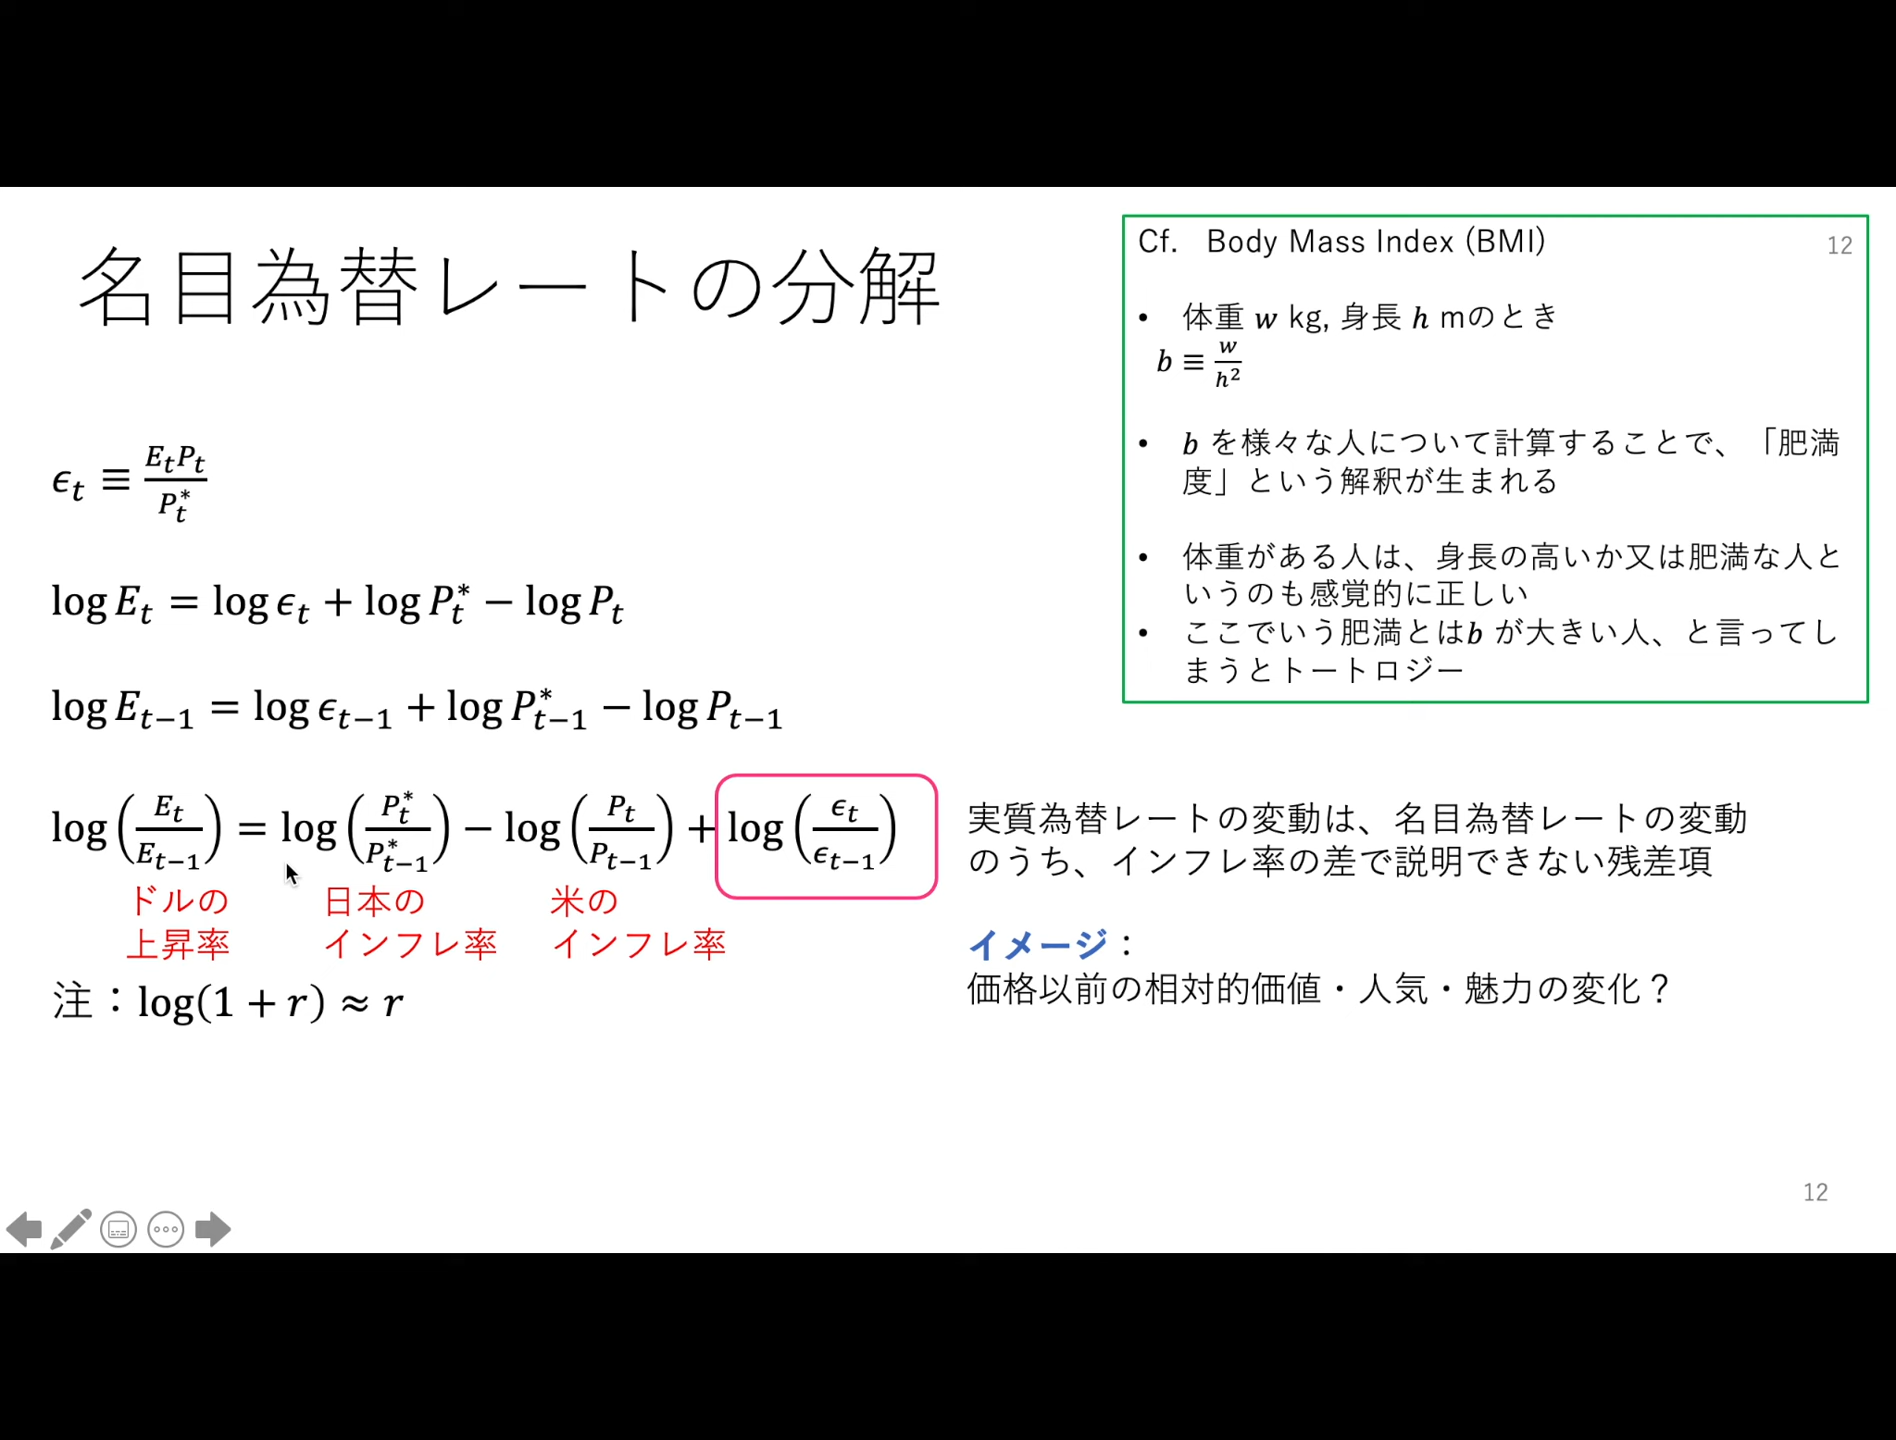 名目為替レートの分解
ϵ_t ≡ E_t P_t / P_t^*
log E_t = log ϵ_t + log P_t^* − log P_t
log E_{t−1} = log ϵ_{t−1} + log P_{t−1}^* − log P_{t−1}
log(E_t / E_{t−1}) = log(P_t^* / P_{t−1}^*) − log(P_t / P_{t−1}) + log(ϵ_t / ϵ_{t−1})
ドルの
上昇率
日本の
インフレ率
米の
インフレ率
注：log(1 + r) ≈ r
Cf. Body Mass Index (BMI)
12
• 体重 w kg, 身長 h mのとき
b ≡ w / h^2
• b を様々な人について計算することで、「肥満
度」という解釈が生まれる
• 体重がある人は、身長の高いか又は肥満な人と
いうのも感覚的に正しい
• ここでいう肥満とはb が大きい人、と言ってし
まうとトートロジー
実質為替レートの変動は、名目為替レートの変動
のうち、インフレ率の差で説明できない残差項
イメージ：
価格以前の相対的価値・人気・魅力の変化？
12